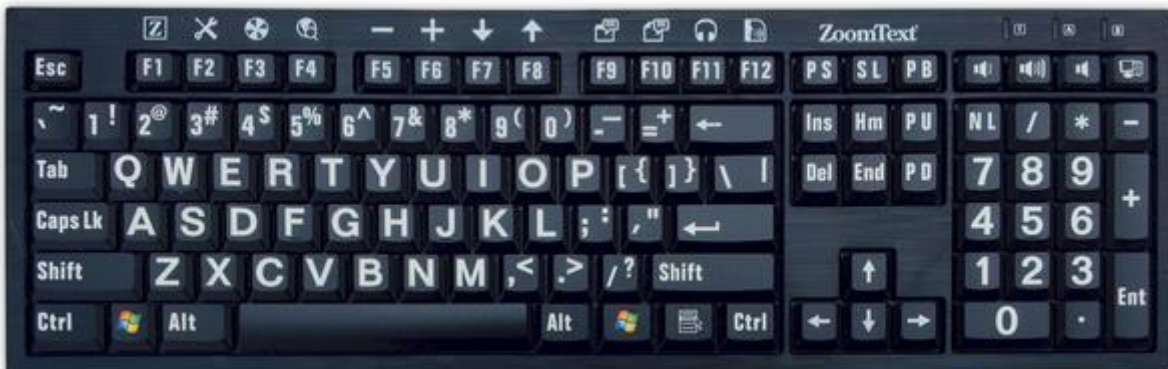 Z ZoomText
Esc F1 F2 F3 F4 F5 F6 F7 F8 F9 F10 F11 F12 PS SL PB
` ~ 1 ! 2 @ 3 # 4 $ 5 % 6 ^ 7 & 8 * 9 ( 0 ) - _ = + ← Ins Hm PU NL / * -
Tab Q W E R T Y U I O P [ { ] } \ | Del End PD 7 8 9 +
Caps Lk A S D F G H J K L ; : ' " 4 5 6
Shift Z X C V B N M , < . > / ? Shift ↑ 1 2 3 Ent
Ctrl Alt Alt Ctrl ← ↓ → 0 .